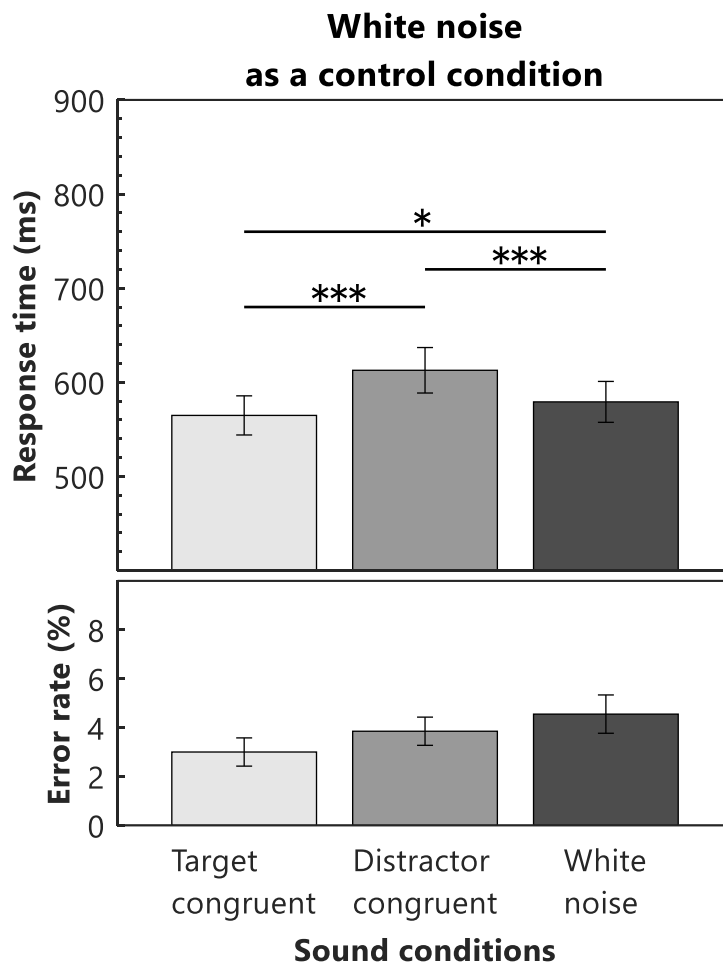 White noise
as a control condition
Response time (ms)
900
800
700
600
500
*
***
***
Error rate (%)
8
6
4
2
0
Target
congruent
Distractor
congruent
White
noise
Sound conditions